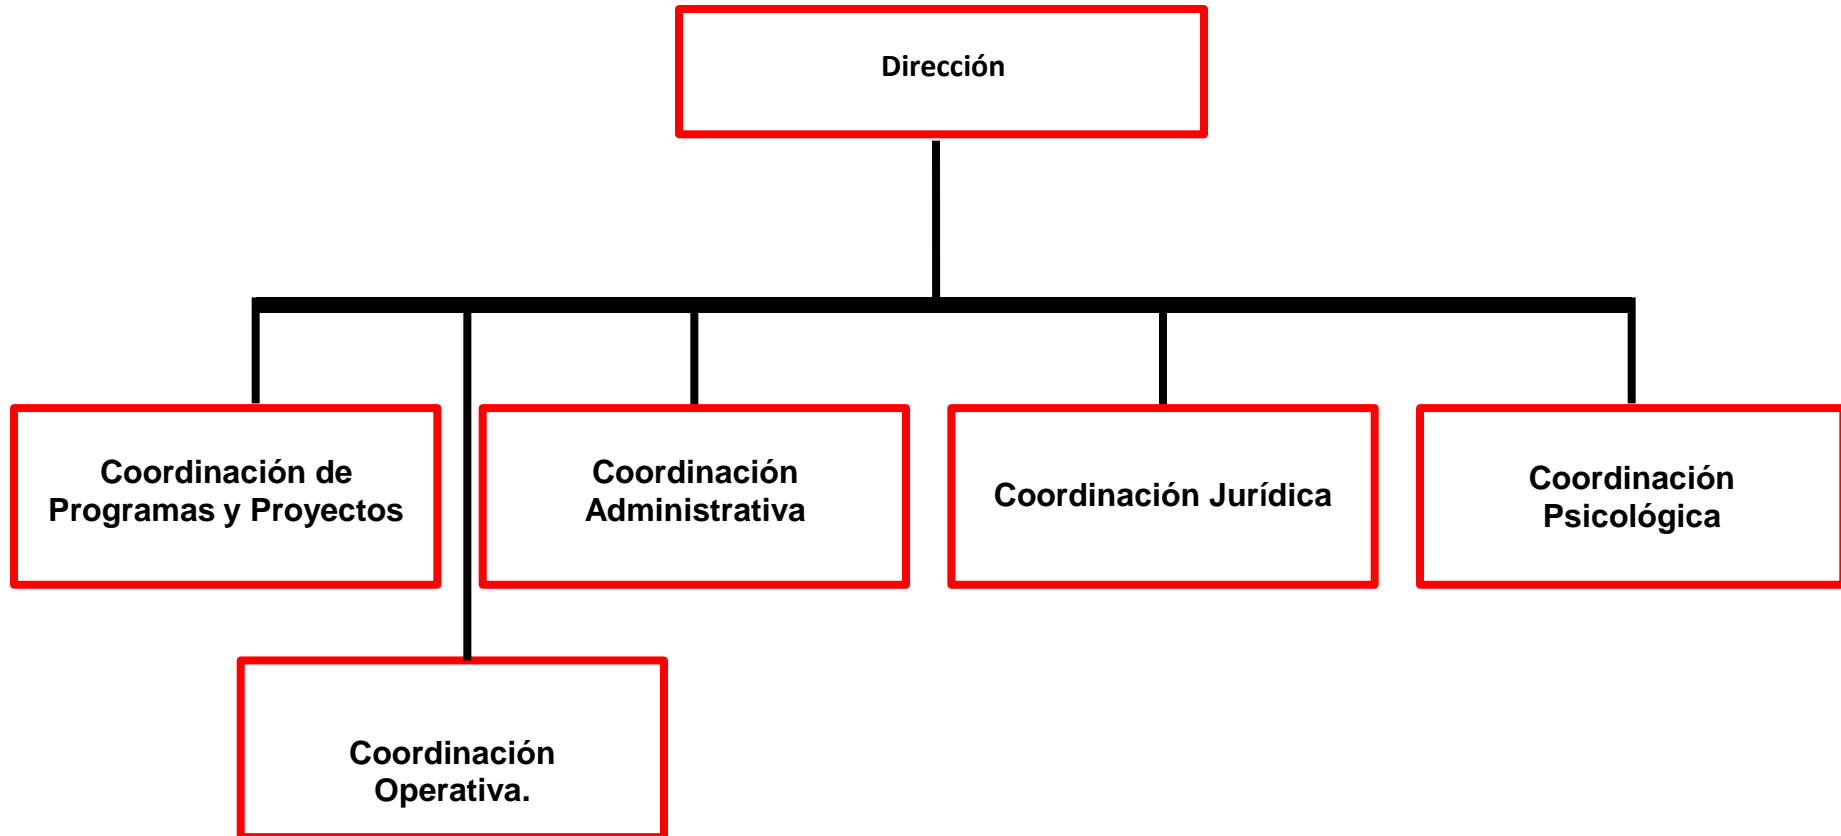 Dirección
Coordinación de
Programas y Proyectos
Coordinación
Administrativa
Coordinación Jurídica
Coordinación
Psicológica
Coordinación
Operativa.